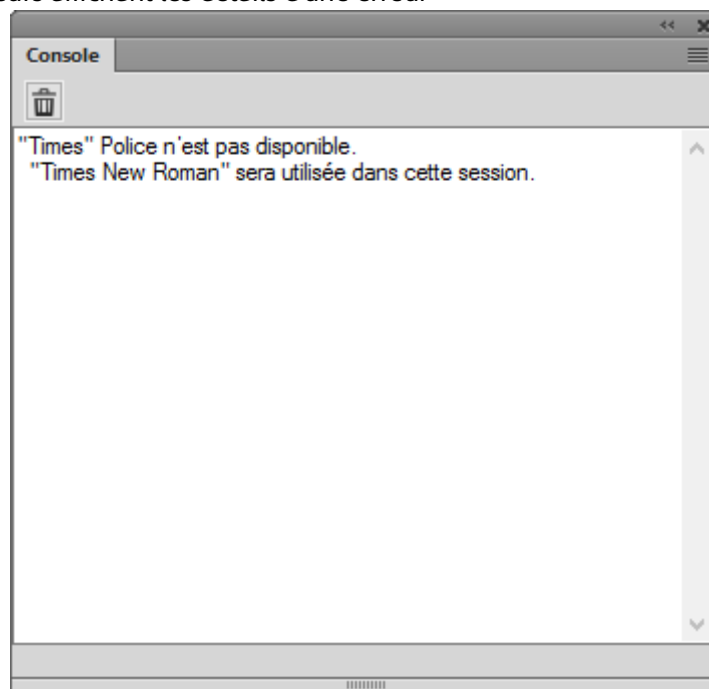 Console
"Times" Police n'est pas disponible.
"Times New Roman" sera utilisée dans cette session.